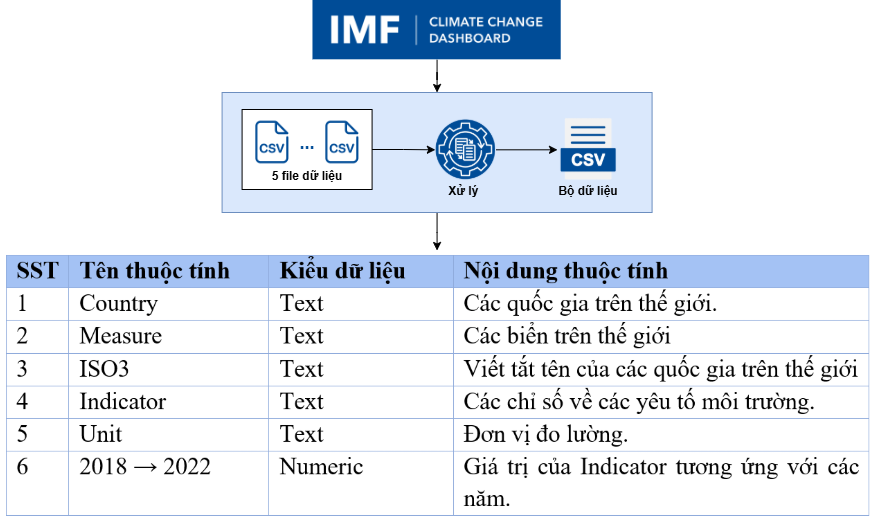 IMF
CLIMATE CHANGE
DASHBOARD
CSV ... CSV
CSV
5 file dữ liệu
Xử lý
Bộ dữ liệu
SST Tên thuộc tính Kiểu dữ liệu Nội dung thuộc tính
1 Country Text Các quốc gia trên thế giới.
2 Measure Text Các biển trên thế giới
3 ISO3 Text Viết tắt tên của các quốc gia trên thế giới
4 Indicator Text Các chỉ số về các yêu tố môi trường.
5 Unit Text Đơn vị đo lường.
6 2018 → 2022 Numeric Giá trị của Indicator tương ứng với các
năm.